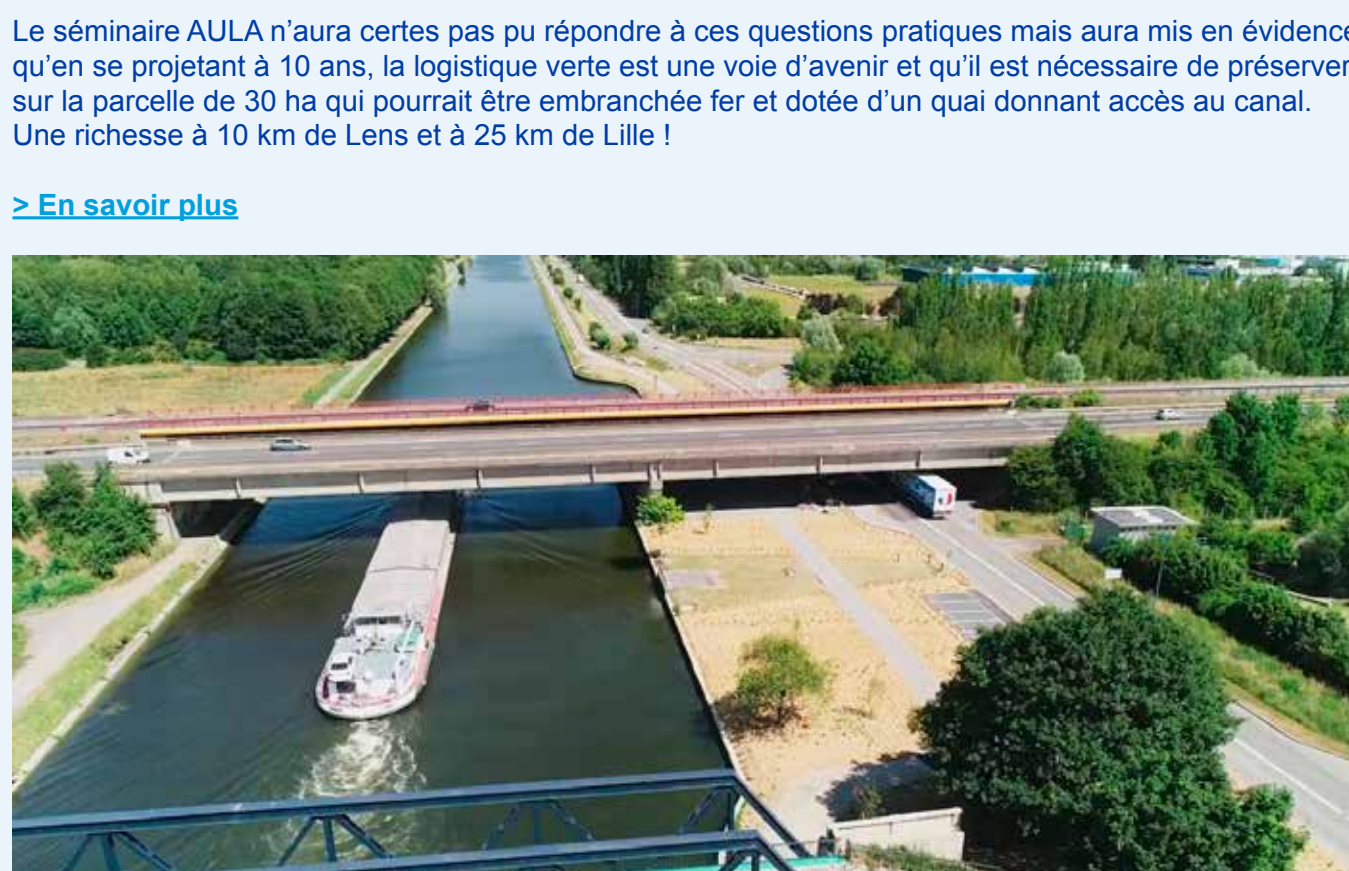 Le séminaire AULA n’aura certes pas pu répondre à ces questions pratiques mais aura mis en évidence
qu’en se projetant à 10 ans, la logistique verte est une voie d’avenir et qu’il est nécessaire de préserver
sur la parcelle de 30 ha qui pourrait être embranchée fer et dotée d’un quai donnant accès au canal.
Une richesse à 10 km de Lens et à 25 km de Lille !
> En savoir plus